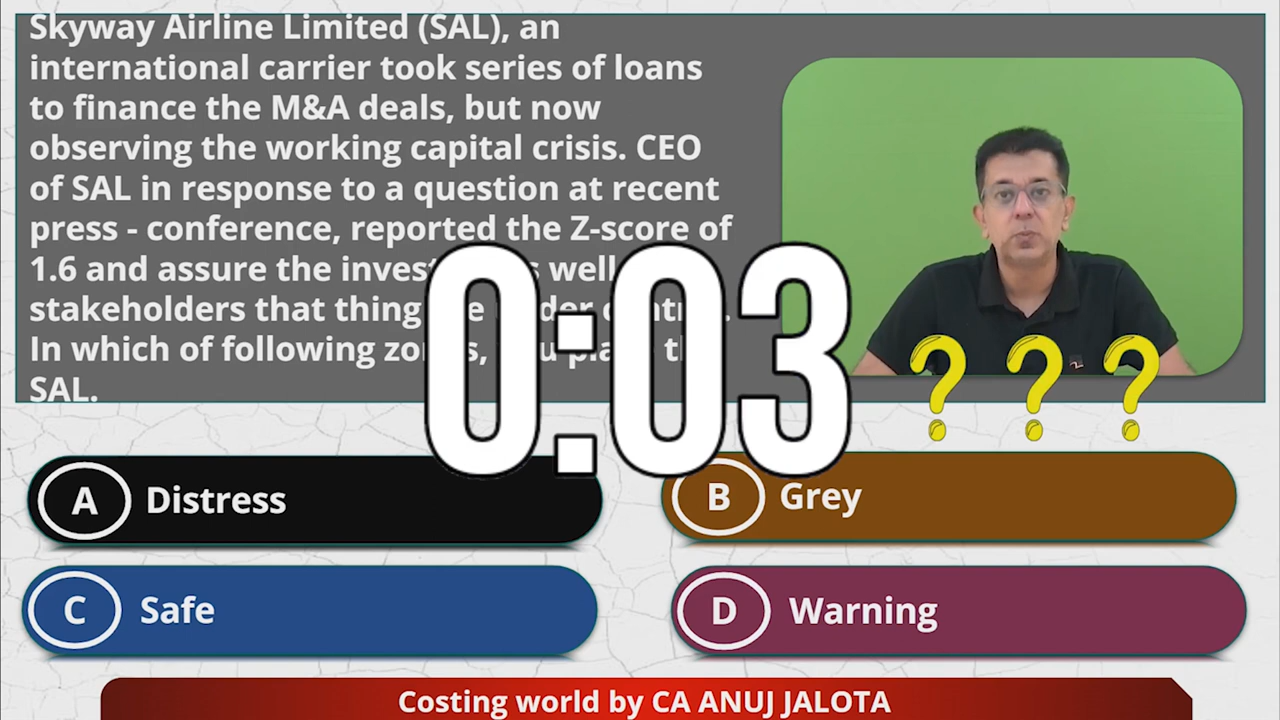 Skyway Airline Limited (SAL), an
international carrier took series of loans
to finance the M&A deals, but now
observing the working capital crisis. CEO
of SAL in response to a question at recent
press - conference, reported the Z-score of
1.6 and assure the well
stakeholders that
In which of following
SAL.
0:03
? ? ?
A Distress
B Grey
C Safe
D Warning
Costing world by CA ANUJ JALOTA